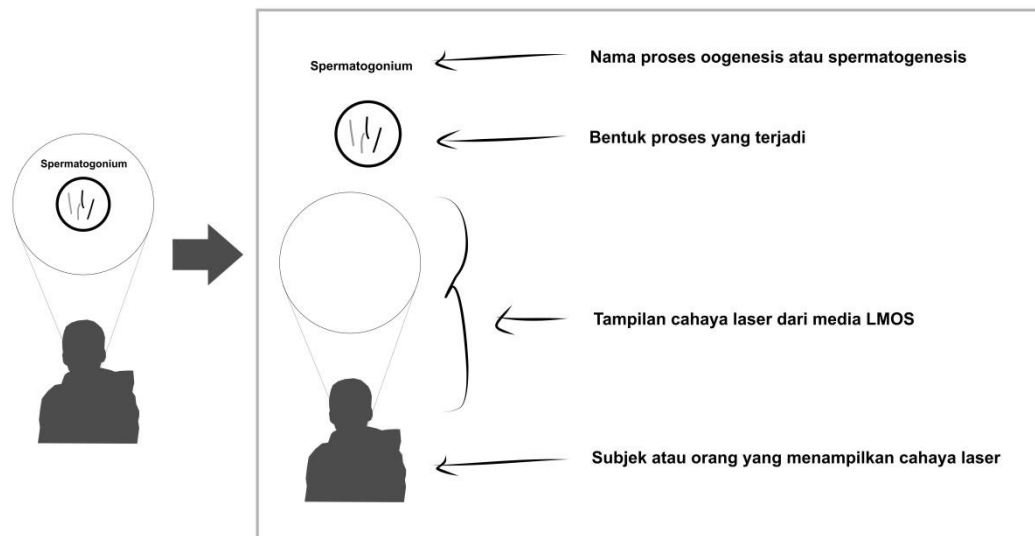 Spermatogonium
Spermatogonium
Nama proses oogenesis atau spermatogenesis
Bentuk proses yang terjadi
Tampilan cahaya laser dari media LMOS
Subjek atau orang yang menampilkan cahaya laser